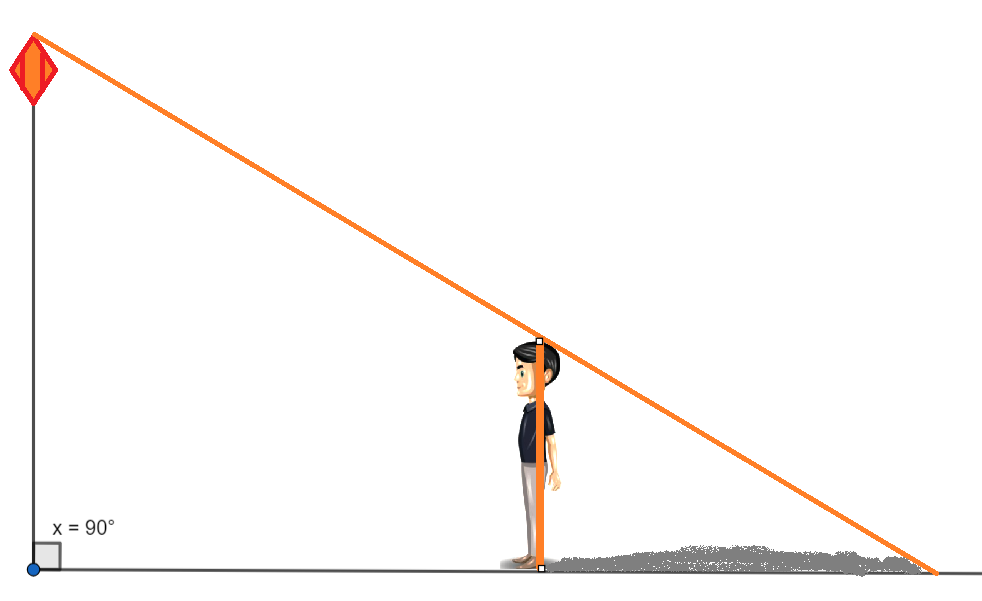 x = 90°